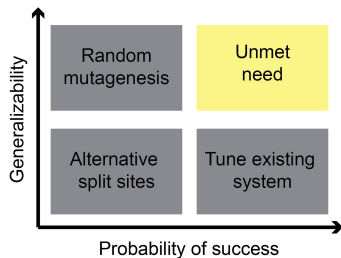 Generalizability
Random
mutagenesis
Unmet
need
Alternative
split sites
Tune existing
system
Probability of success